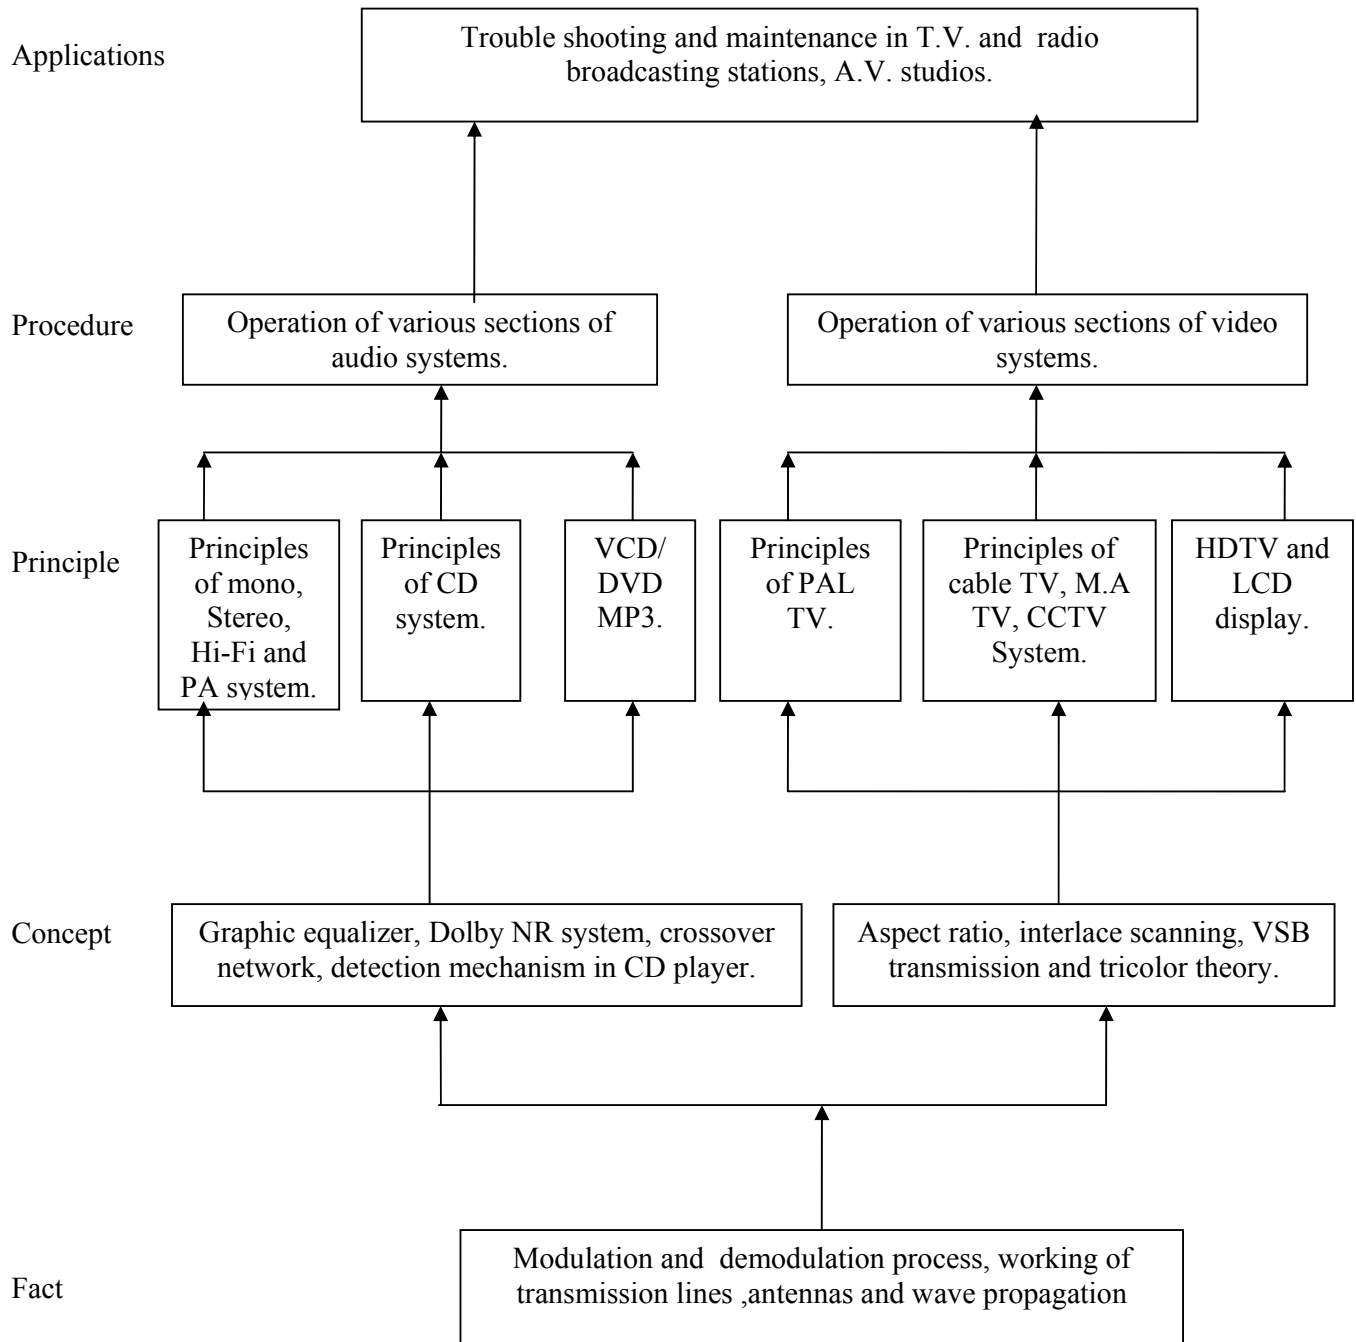 Applications
Trouble shooting and maintenance in T.V. and radio
broadcasting stations, A.V. studios.
Procedure
Operation of various sections of
audio systems.
Operation of various sections of video
systems.
Principle
Principles
of mono,
Stereo,
Hi-Fi and
PA system.
Principles
of CD
system.
VCD/
DVD
MP3.
Principles
of PAL
TV.
Principles of
cable TV, M.A
TV, CCTV
System.
HDTV and
LCD
display.
Concept
Graphic equalizer, Dolby NR system, crossover
network, detection mechanism in CD player.
Aspect ratio, interlace scanning, VSB
transmission and tricolor theory.
Fact
Modulation and demodulation process, working of
transmission lines ,antennas and wave propagation